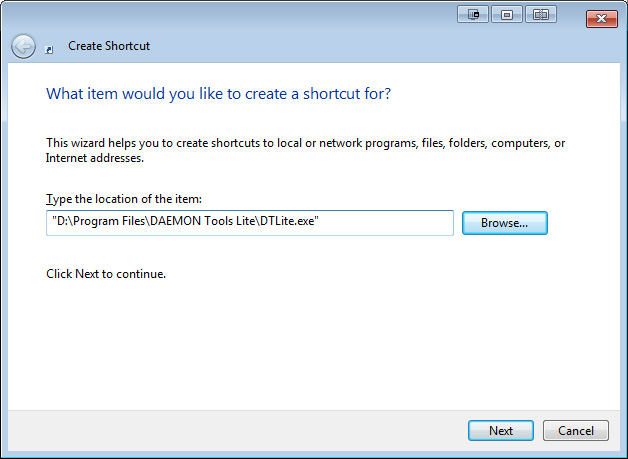 Create Shortcut
What item would you like to create a shortcut for?
This wizard helps you to create shortcuts to local or network programs, files, folders, computers, or
Internet addresses.
Type the location of the item:
"D:\Program Files\DAEMON Tools Lite\DTLite.exe"
Browse...
Click Next to continue.
Next
Cancel